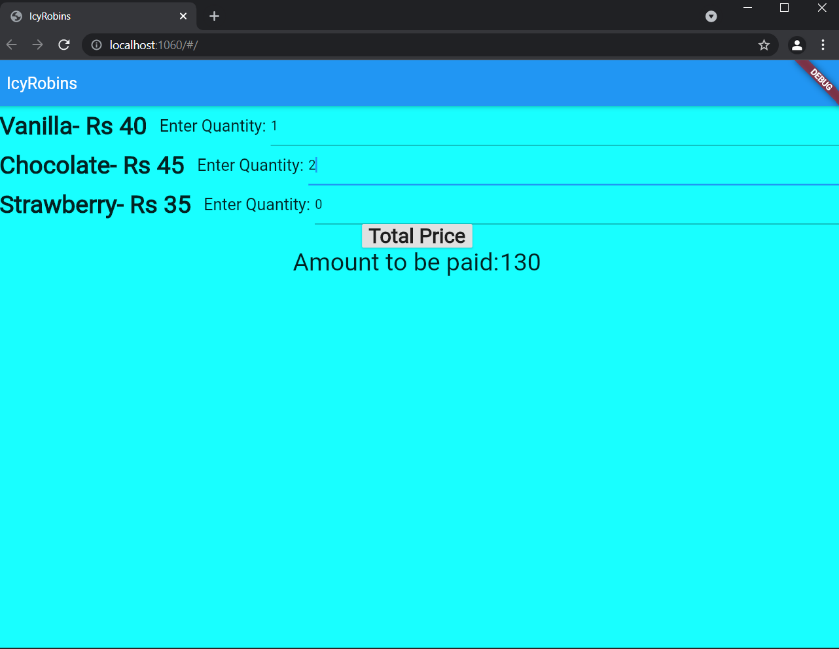 IcyRobins
localhost:1060/#/
IcyRobins
DEBUG
Vanilla- Rs 40 Enter Quantity: 1
Chocolate- Rs 45 Enter Quantity: 2
Strawberry- Rs 35 Enter Quantity: 0
Total Price
Amount to be paid:130